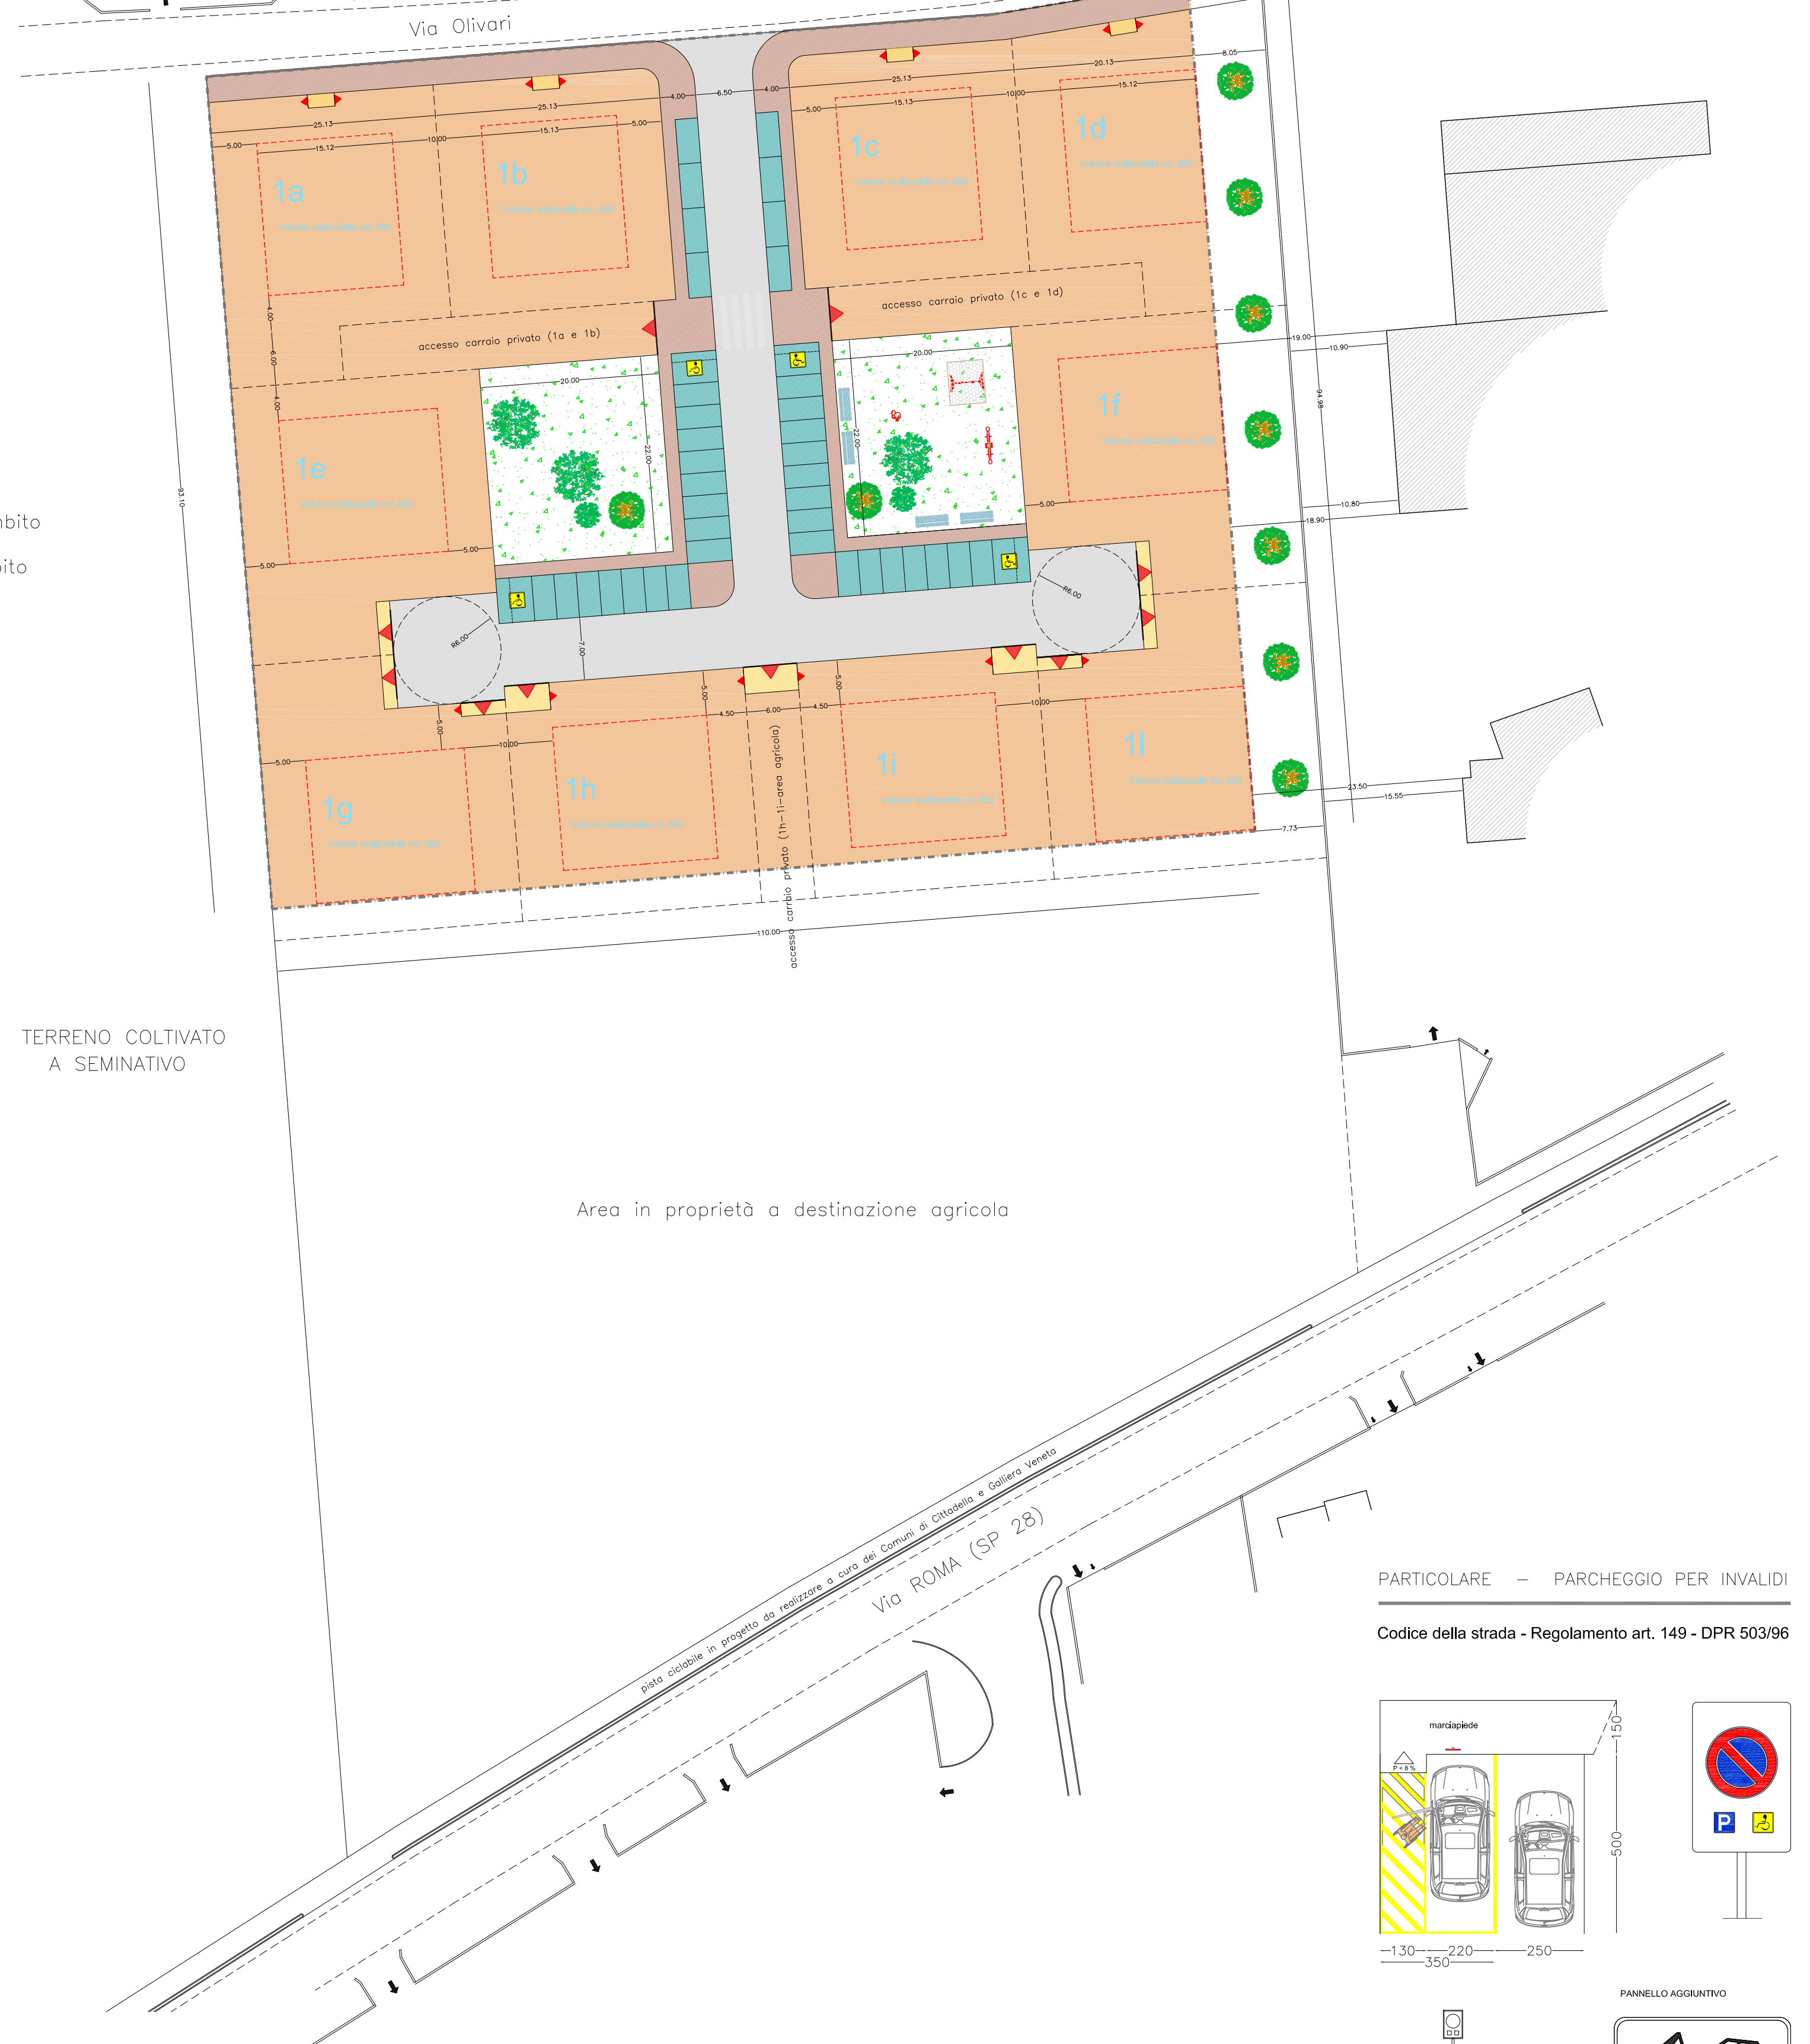 Via Olivari
8.05
20.13
25.13
4.00
6.50
4.00
25.13
25.13
15.12
10.00
15.13
5.00
5.00
15.13
10.00
15.12
5.00
5.00
1a
1b
1c
1d
accesso carraio privato (1a e 1b)
accesso carraio privato (1c e 1d)
4.00
6.00
4.00
20.00
22.00
20.00
22.00
19.00
10.90
94.98
93.10
1e
1f
5.00
5.00
5.00
10.80
18.90
R6.00
R6.00
7.00
5.00
5.00
5.00
4.50
6.00
4.50
10.00
10.00
5.00
1g
1h
1i
1l
accesso carraio privato (1h-1i-area agricola)
23.50
15.55
7.73
110.00
TERRENO COLTIVATO
A SEMINATIVO
Area in proprietà a destinazione agricola
pista ciclabile in progetto da realizzare a cura dei Comuni di Cittadella e Galliera Veneta
Via ROMA (SP 28)
PARTICOLARE – PARCHEGGIO PER INVALIDI
Codice della strada - Regolamento art. 149 - DPR 503/96
marciapiede
P < 8 %
150
500
130
220
250
350
P
PANNELLO AGGIUNTIVO